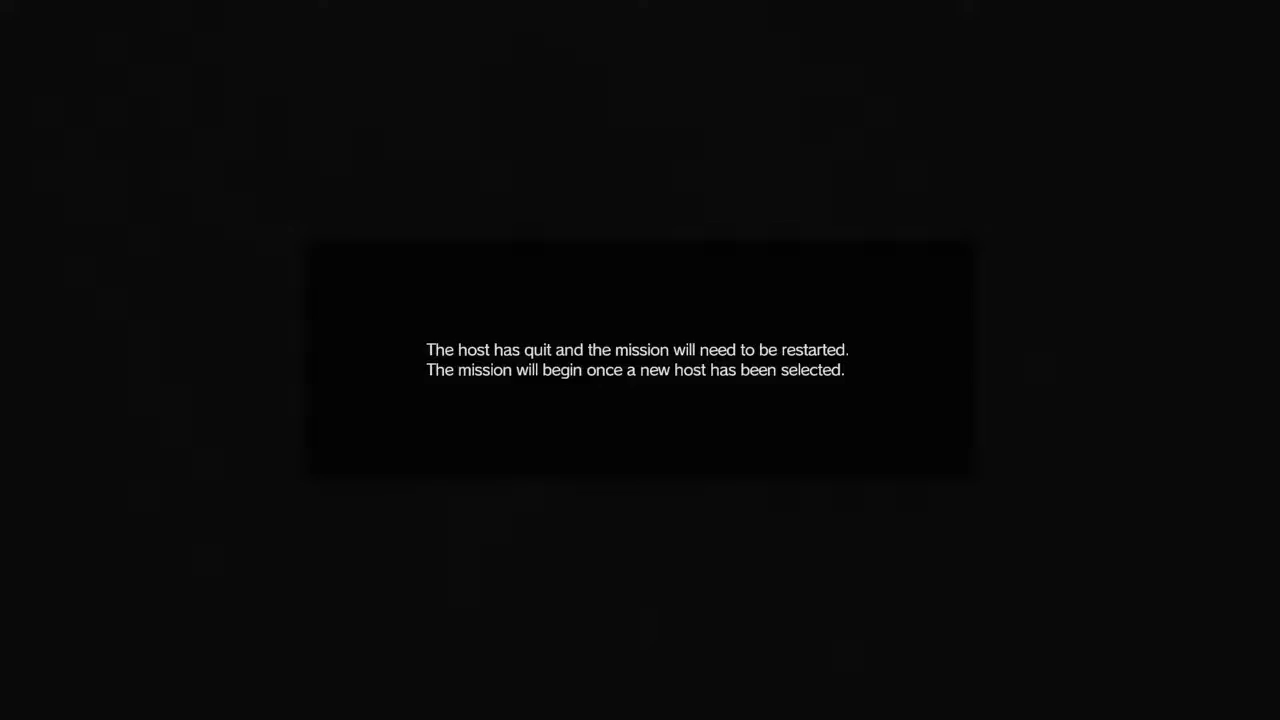 The host has quit and the mission will need to be restarted.
The mission will begin once a new host has been selected.